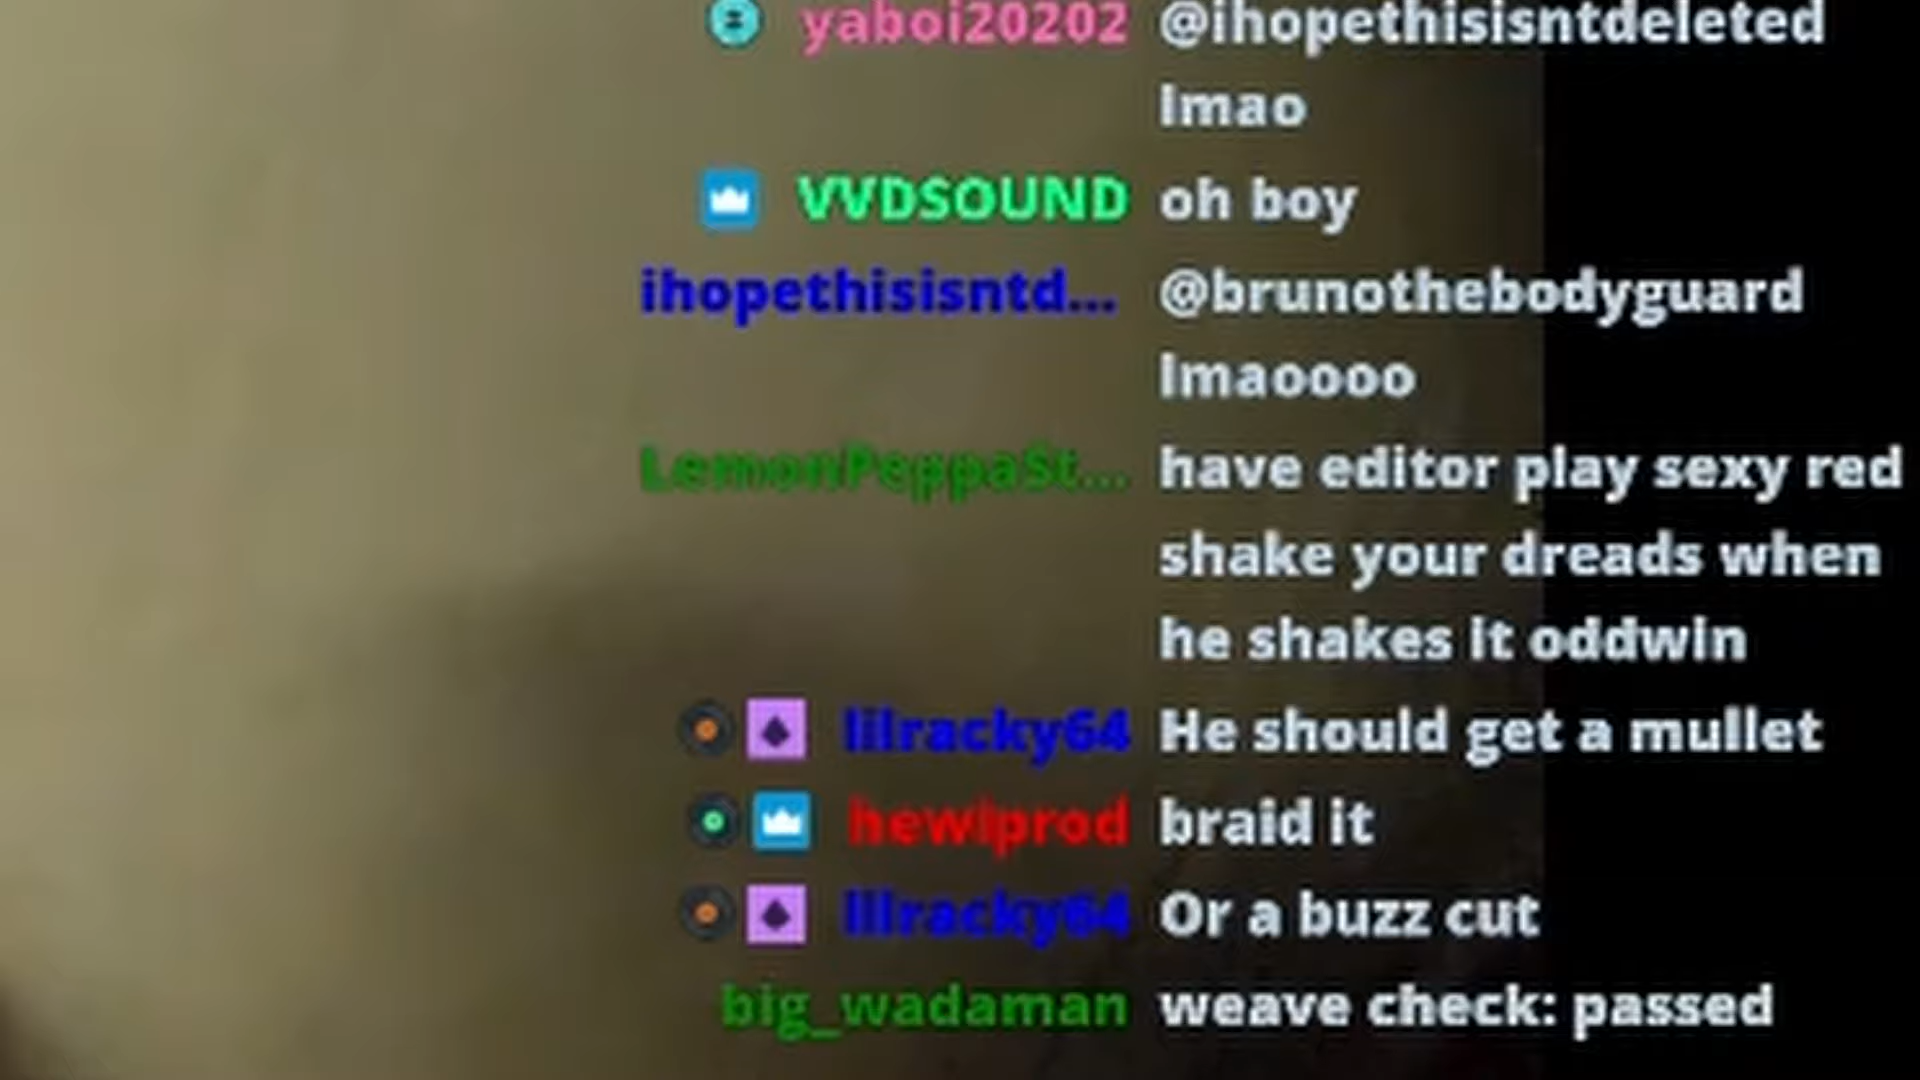 yaboi20202 @ihopethisisntdeleted
lmao
VVDSOUND oh boy
ihopethisisntd... @brunothebodyguard
lmaoooo
LemonPeppaSt... have editor play sexy red
shake your dreads when
he shakes it oddwin
lilracky64 He should get a mullet
hewiprod braid it
lilracky64 Or a buzz cut
big_wadaman weave check: passed